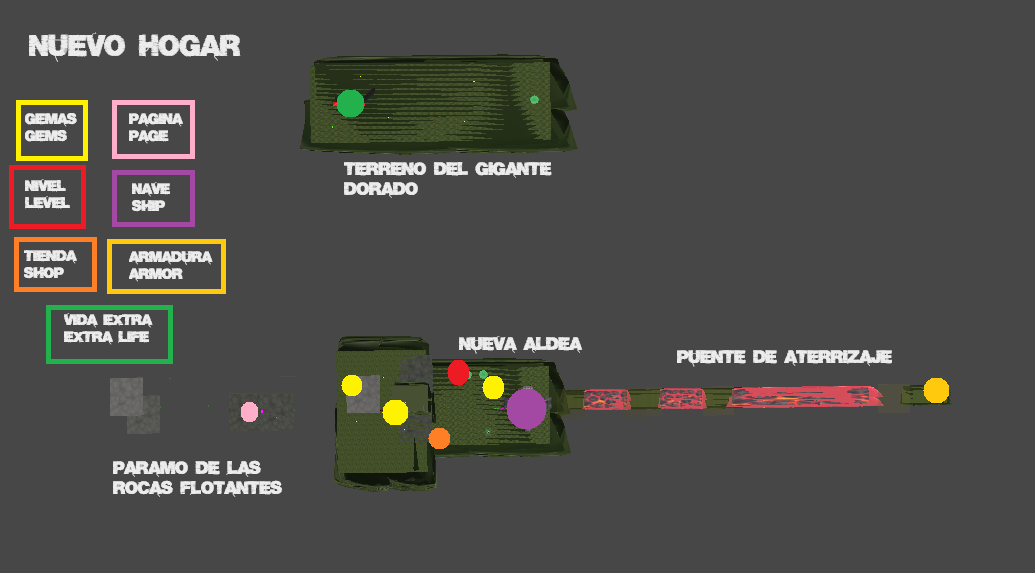 NUEVO HOGAR
GEMAS
GEMS
PAGINA
PAGE
NIVEL
LEVEL
NAVE
SHIP
TIENDA
SHOP
ARMADURA
ARMOR
VIDA EXTRA
EXTRA LIFE
TERRENO DEL GIGANTE
DORADO
NUEVA ALDEA
PUENTE DE ATERRIZAJE
PARAMO DE LAS
ROCAS FLOTANTES